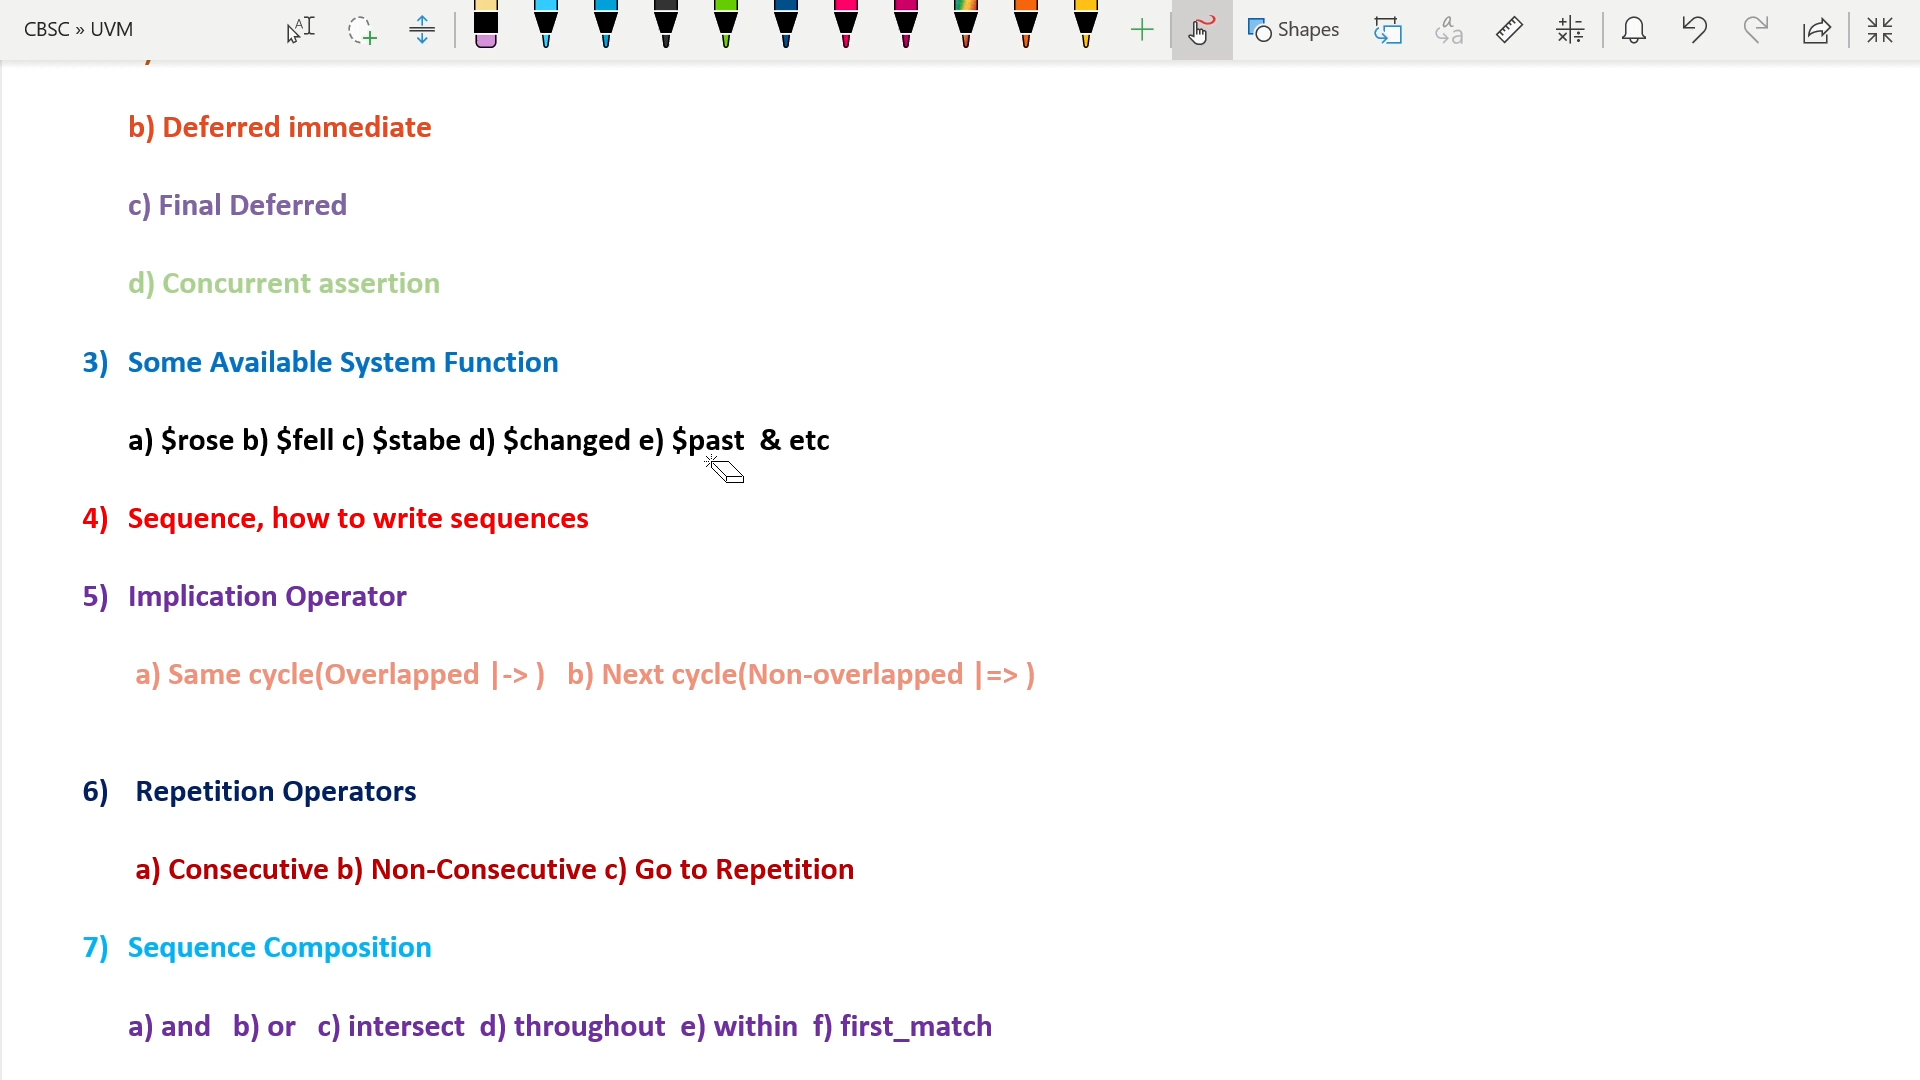 CBSC » UVM
Shapes
b) Deferred immediate
c) Final Deferred
d) Concurrent assertion
3) Some Available System Function
a) $rose b) $fell c) $stabe d) $changed e) $past & etc
4) Sequence, how to write sequences
5) Implication Operator
a) Same cycle(Overlapped |-> ) b) Next cycle(Non-overlapped |=> )
6) Repetition Operators
a) Consecutive b) Non-Consecutive c) Go to Repetition
7) Sequence Composition
a) and b) or c) intersect d) throughout e) within f) first_match